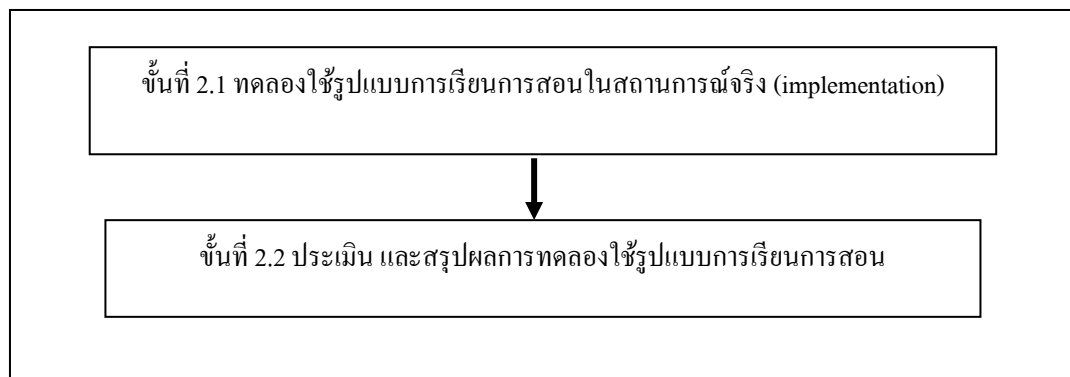 ขั้นที่ 2.1 ทดลองใช้รูปแบบการเรียนการสอนในสถานการณ์จริง (implementation)
ขั้นที่ 2.2 ประเมิน และสรุปผลการทดลองใช้รูปแบบการเรียนการสอน